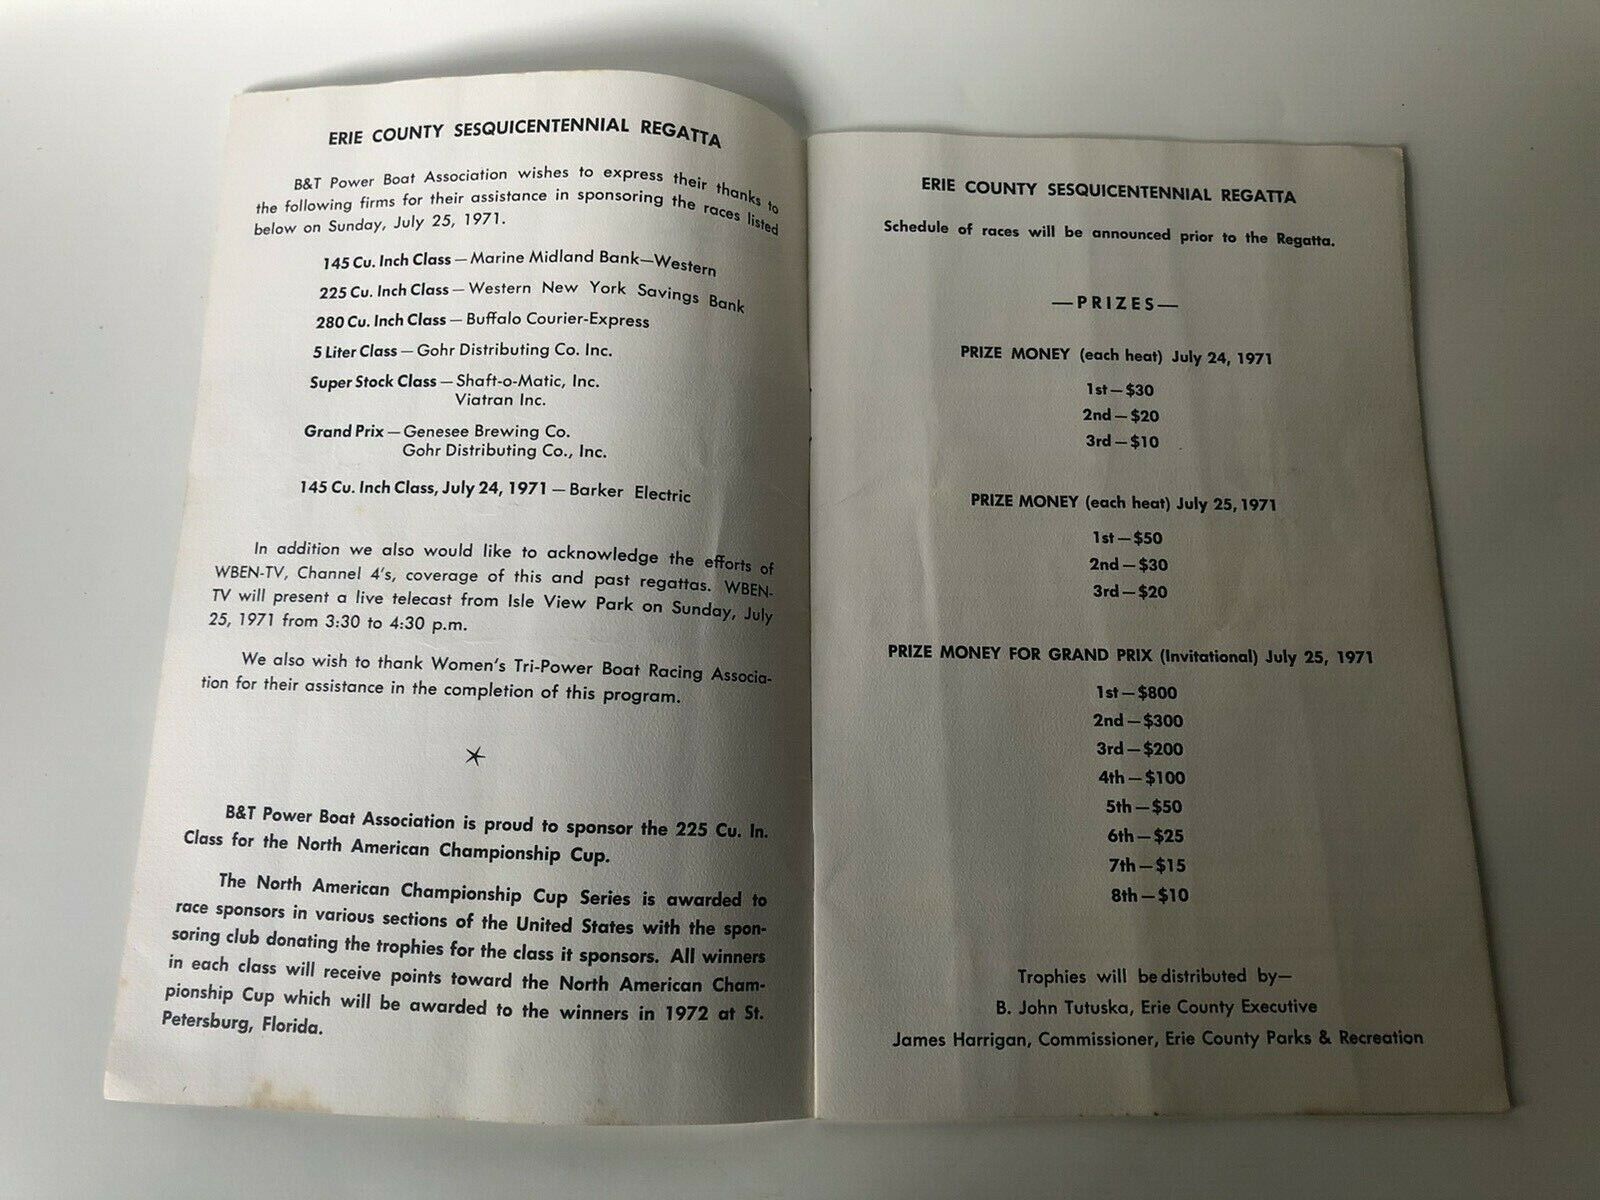 ERIE COUNTY SESQUICENTENNIAL REGATTA
B&T Power Boat Association wishes to express their thanks to
the following firms for their assistance in sponsoring the races listed
below on Sunday, July 25, 1971.
145 Cu. Inch Class — Marine Midland Bank—Western
225 Cu. Inch Class — Western New York Savings Bank
280 Cu. Inch Class — Buffalo Courier-Express
5 Liter Class — Gohr Distributing Co. Inc.
Super Stock Class — Shaft-o-Matic, Inc.
Viatran Inc.
Grand Prix — Genesee Brewing Co.
Gohr Distributing Co., Inc.
145 Cu. Inch Class, July 24, 1971 — Barker Electric
In addition we also would like to acknowledge the efforts of
WBEN-TV, Channel 4's, coverage of this and past regattas. WBEN-
TV will present a live telecast from Isle View Park on Sunday, July
25, 1971 from 3:30 to 4:30 p.m.
We also wish to thank Women's Tri-Power Boat Racing Associa-
tion for their assistance in the completion of this program.
B&T Power Boat Association is proud to sponsor the 225 Cu. In.
Class for the North American Championship Cup.
The North American Championship Cup Series is awarded to
race sponsors in various sections of the United States with the spon-
soring club donating the trophies for the class it sponsors. All winners
in each class will receive points toward the North American Cham-
pionship Cup which will be awarded to the winners in 1972 at St.
Petersburg, Florida.
ERIE COUNTY SESQUICENTENNIAL REGATTA
Schedule of races will be announced prior to the Regatta.
—PRIZES—
PRIZE MONEY (each heat) July 24, 1971
1st — $30
2nd — $20
3rd — $10
PRIZE MONEY (each heat) July 25, 1971
1st — $50
2nd — $30
3rd — $20
PRIZE MONEY FOR GRAND PRIX (Invitational) July 25, 1971
1st — $800
2nd — $300
3rd — $200
4th — $100
5th — $50
6th — $25
7th — $15
8th — $10
Trophies will be distributed by—
B. John Tutuska, Erie County Executive
James Harrigan, Commissioner, Erie County Parks & Recreation